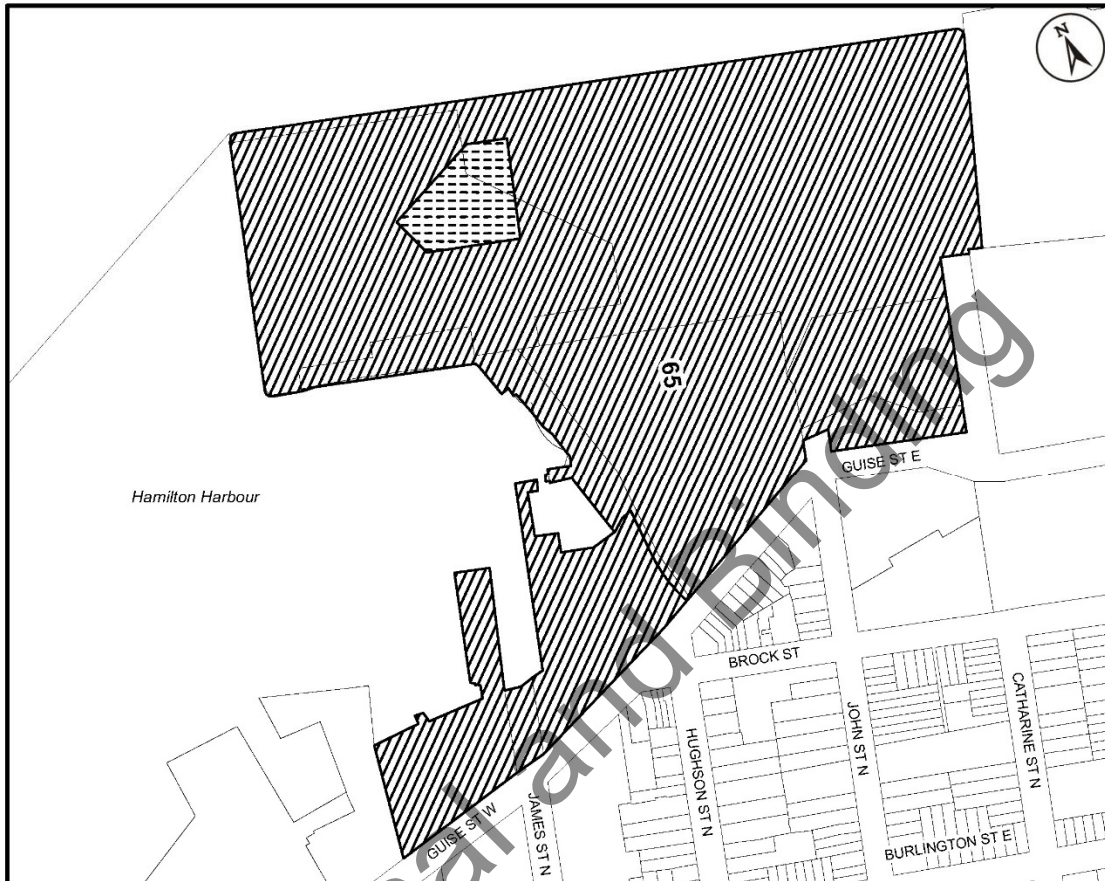 N
65
GUISE ST E
Hamilton Harbour
BROCK ST
CATHARINE ST N
JOHN ST N
HUGHSON ST N
JAMES ST N
GUISE ST W
BURLINGTON ST E
al and Binding